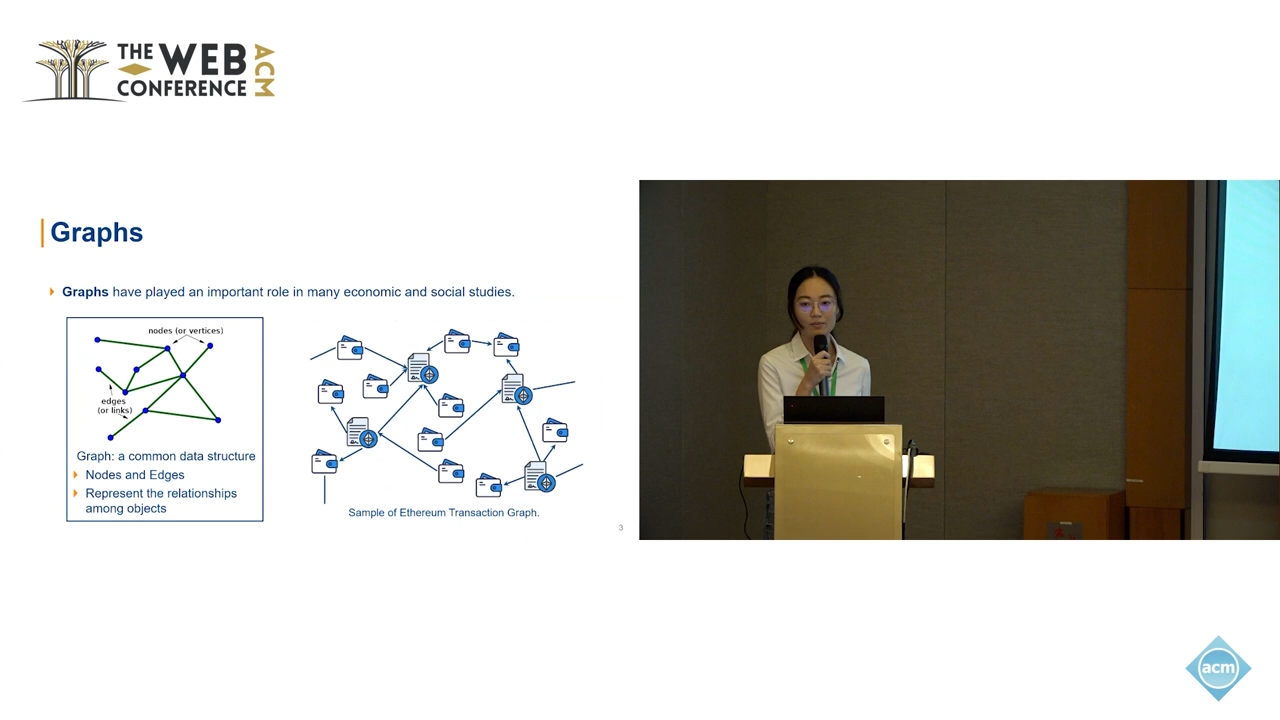 THE WEB
CONFERENCE
ACM
Graphs
Graphs have played an important role in many economic and social studies.
nodes (or vertices)
edges
(or links)
Graph: a common data structure
Nodes and Edges
Represent the relationships
among objects
Sample of Ethereum Transaction Graph.
3
acm